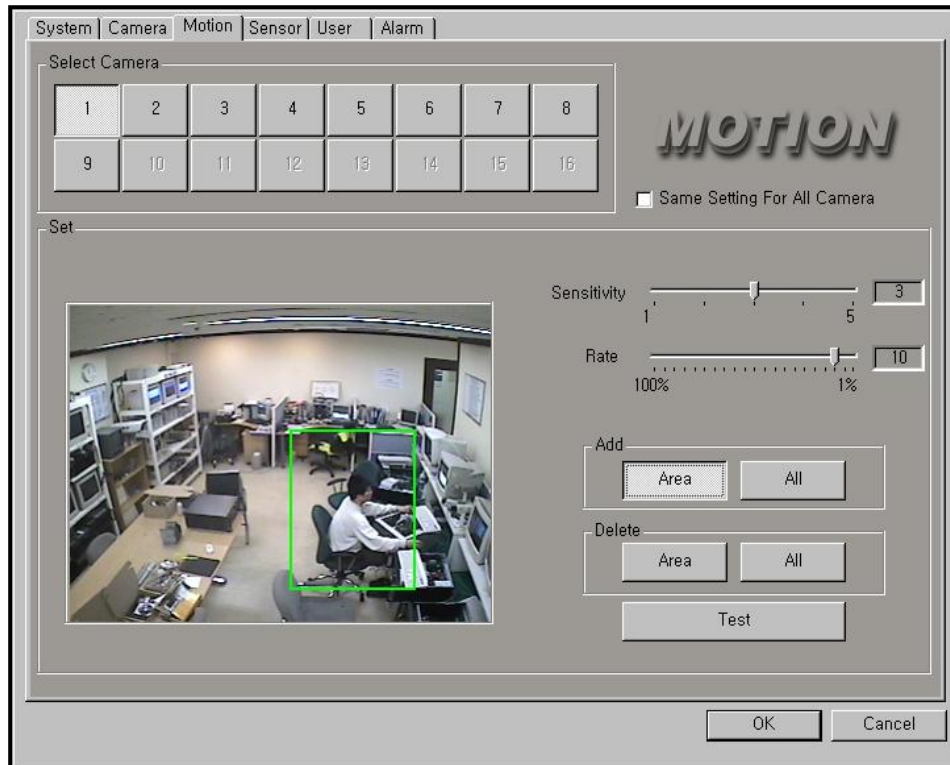 System Camera Motion Sensor User Alarm
Select Camera
1 2 3 4 5 6 7 8
9 10 11 12 13 14 15 16
MOTION
Same Setting For All Camera
Set
Sensitivity 3
1 5
Rate 10
100% 1%
Add
Area All
Delete
Area All
Test
OK Cancel